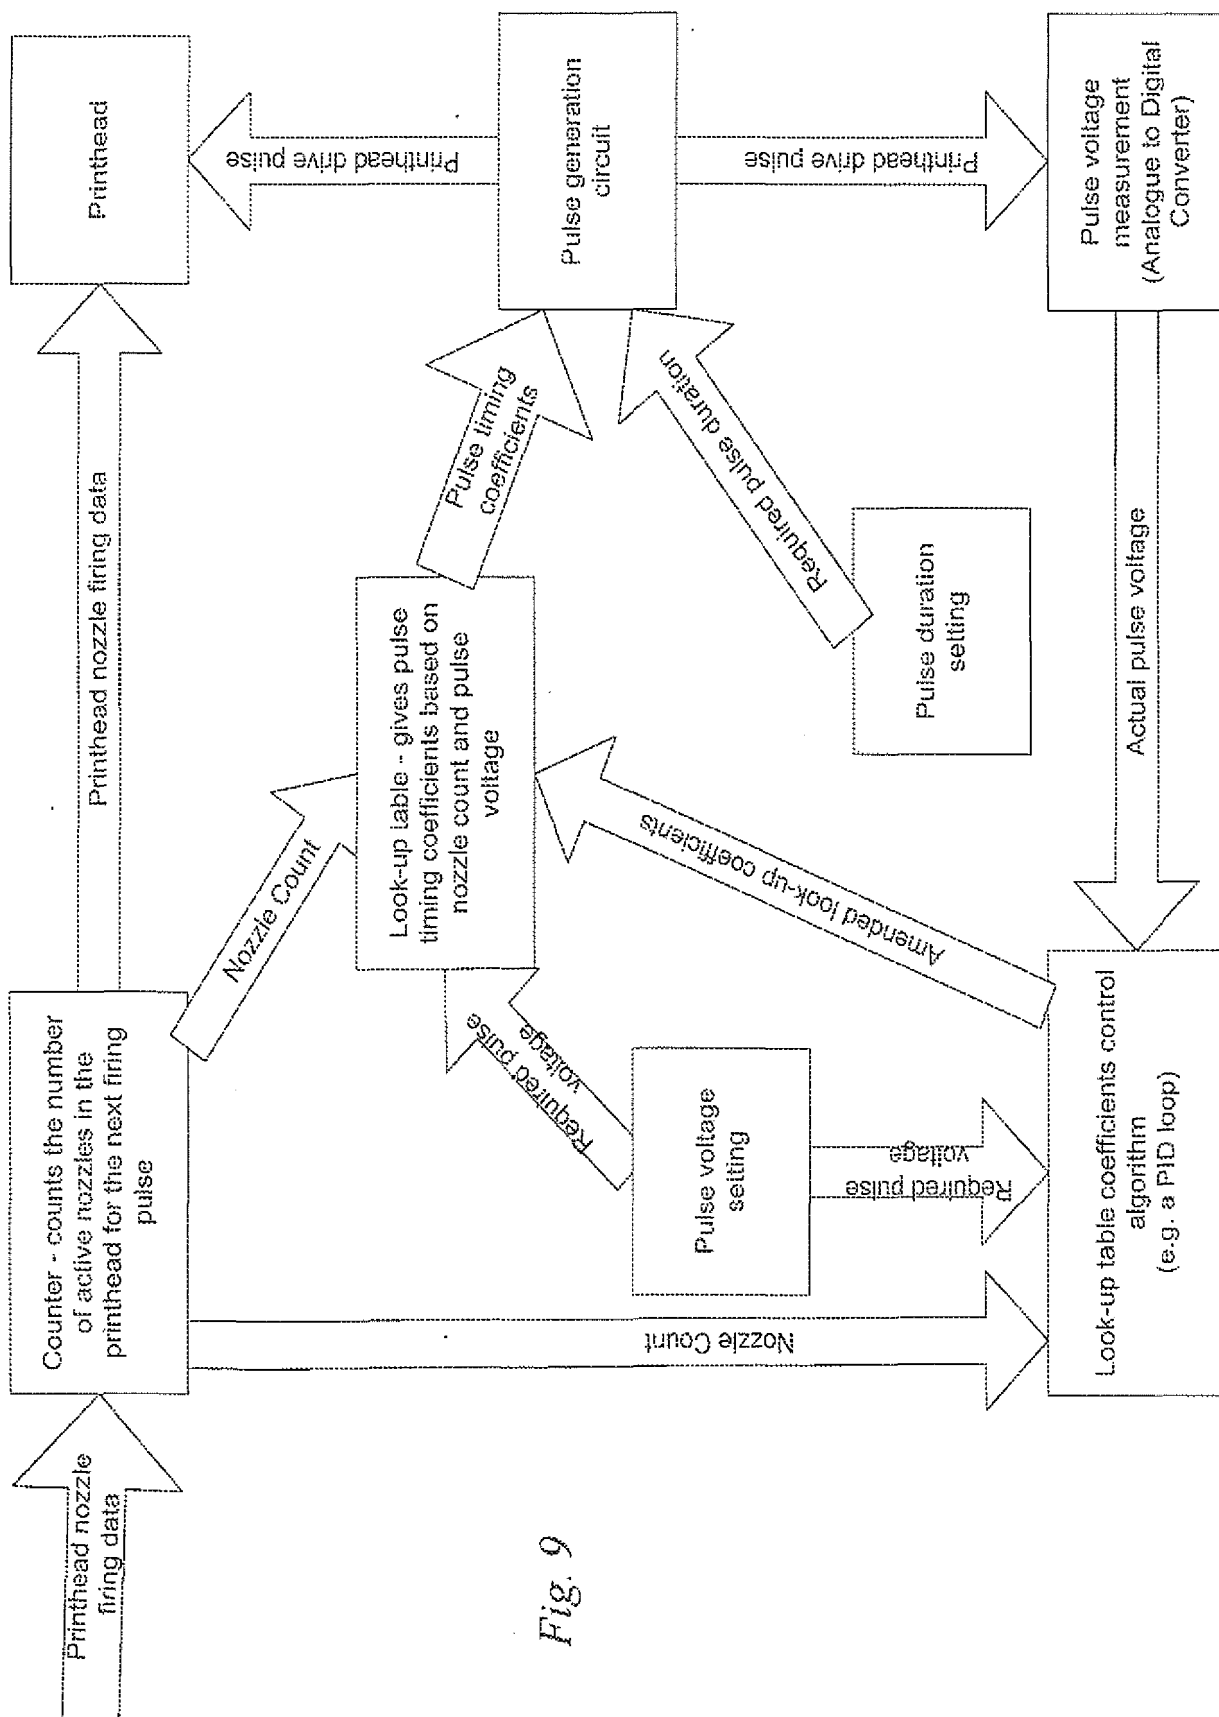 Printhead nozzle
firing data
Counter - counts the number
of active nozzles in the
printhead for the next firing
pulse
Printhead nozzle firing data
Printhead
Nozzle Count
Nozzle Count
Look-up table - gives pulse
timing coefficients based on
nozzle count and pulse
voltage
Pulse timing
coefficients
Pulse generation
circuit
Printhead drive pulse
Printhead drive pulse
Required pulse
voltage
Pulse voltage
setting
Required pulse
voltage
Amended look-up coefficients
Required pulse duration
Pulse duration
setting
Look-up table coefficients control
algorithm
(e.g. a PID loop)
Actual pulse voltage
Pulse voltage
measurement
(Analogue to Digital
Converter)
Fig. 9